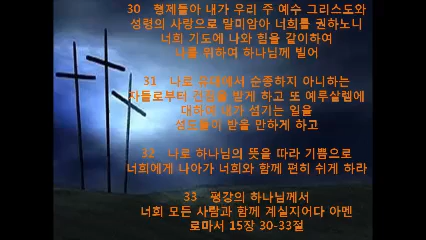 30 형제들아 내가 우리 주 예수 그리스도와
성령의 사랑으로 말미암아 너희를 권하노니
너희 기도에 나와 힘을 같이하여
나를 위하여 하나님께 빌어
31 나로 유대에서 순종하지 아니하는
자들로부터 건짐을 받게 하고 또 예루살렘에
대하여 내가 섬기는 일을
성도들이 받을 만하게 하고
32 나로 하나님의 뜻을 따라 기쁨으로
너희에게 나아가 너희와 함께 편히 쉬게 하라
33 평강의 하나님께서
너희 모든 사람과 함께 계실지어다 아멘
로마서 15장 30-33절